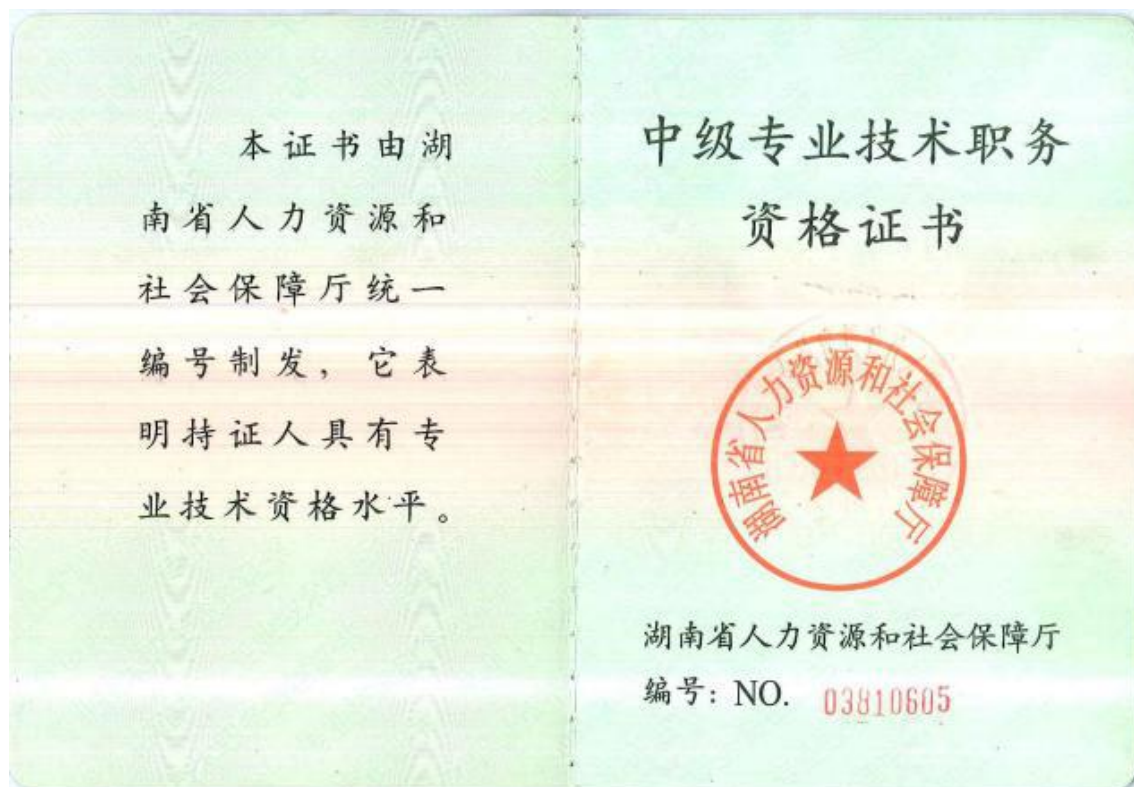 本证书由湖
南省人力资源和
社会保障厅统一
编号制发，它表
明持证人具有专
业技术资格水平。
中级专业技术职务
资格证书
湖南省人力资源和社会保障厅
湖南省人力资源和社会保障厅
编号：NO. 03810605